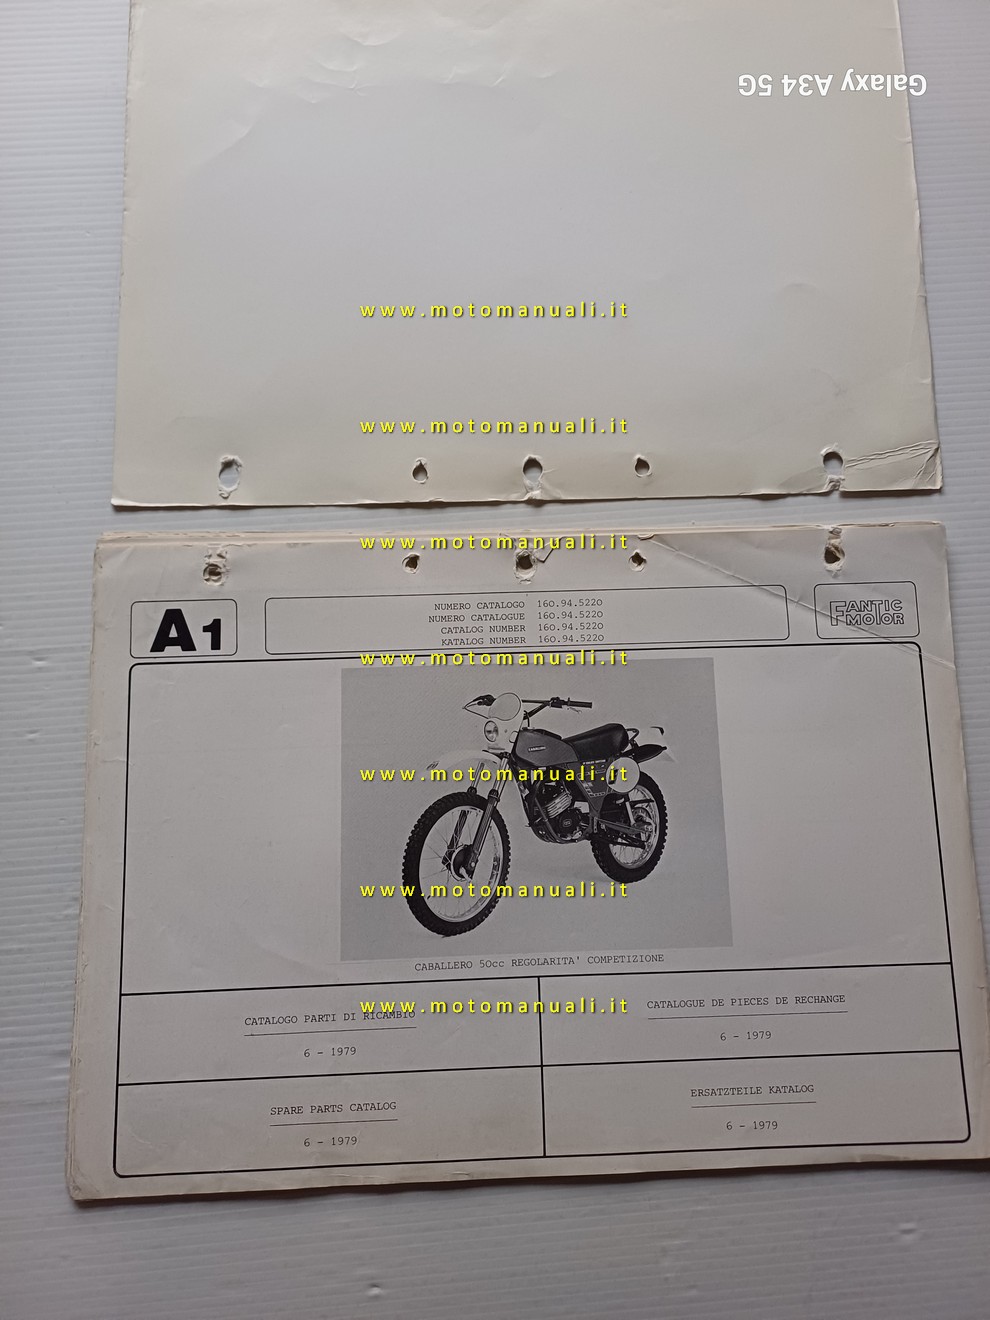 Galaxy A34 5G
www.motomanuali.it
www.motomanuali.it
www.motomanuali.it
A1
NUMERO CATALOGO 160.94.5220
NUMERO CATALOGUE 160.94.5220
CATALOG NUMBER 160.94.5220
KATALOG NUMBER 160.94.5220
FANTIC
MOTOR
www.motomanuali.it
www.motomanuali.it
www.motomanuali.it
CABALLERO 50cc REGOLARITA' COMPETIZIONE
www.motomanuali.it
CATALOGO PARTI DI RICAMBIO
6 - 1979
CATALOGUE DE PIECES DE RECHANGE
6 - 1979
SPARE PARTS CATALOG
6 - 1979
ERSATZTEILE KATALOG
6 - 1979